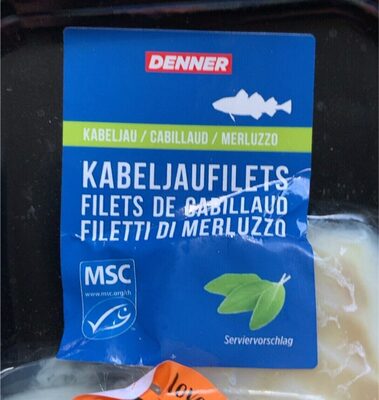 DENNER
KABELJAU / CABILLAUD / MERLUZZO
KABELJAUFILETS
FILETS DE CABILLAUD
FILETTI DI MERLUZZO
MSC
www.msc.org/ch
Serviervorschlag